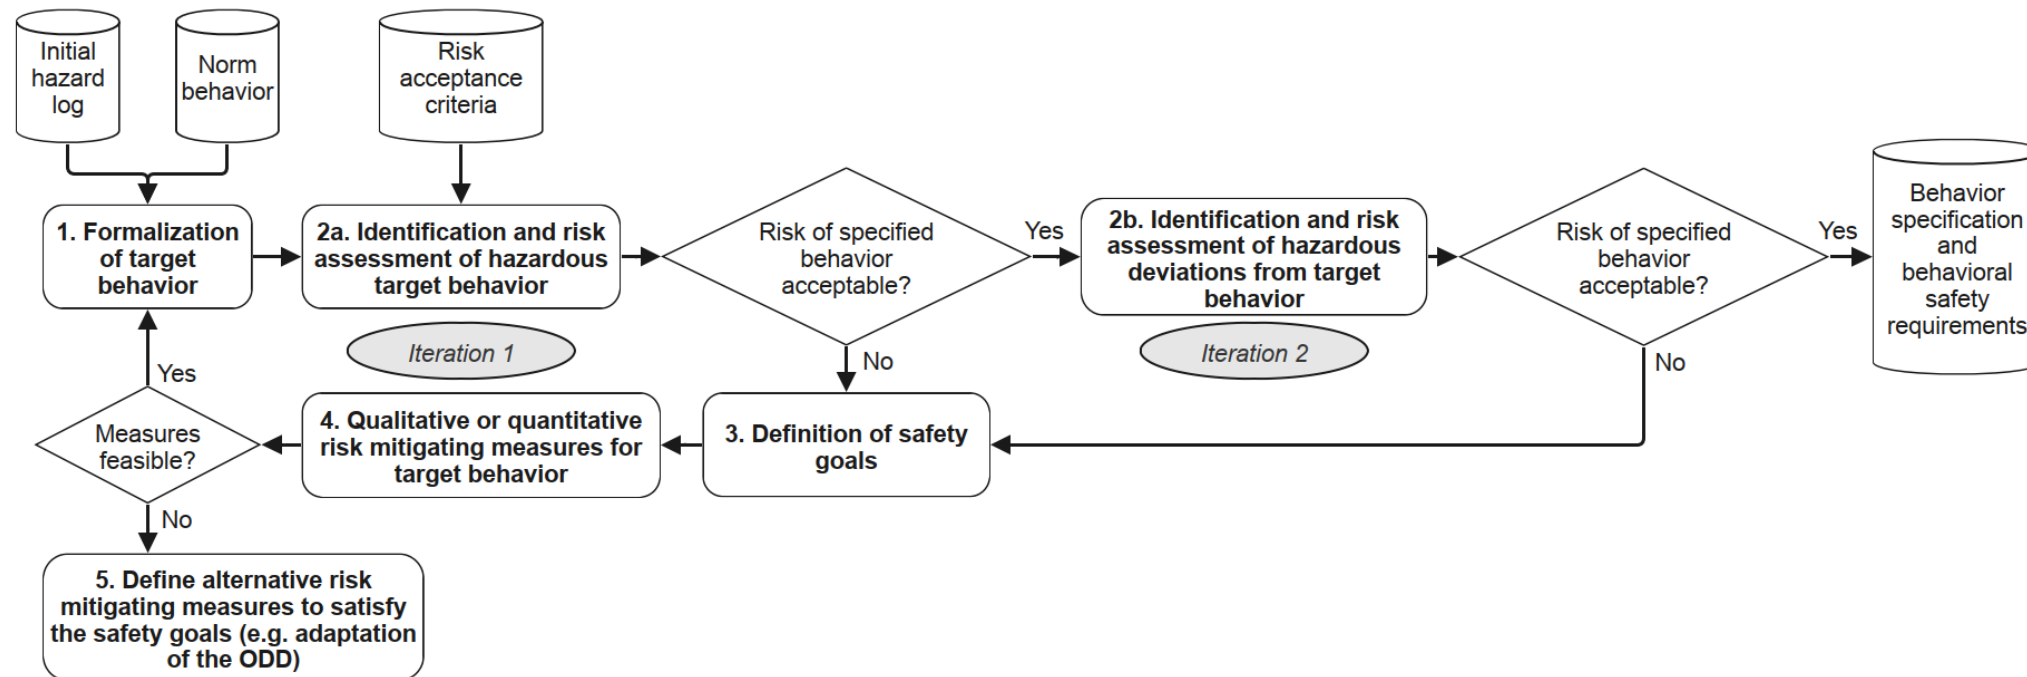 Initial
hazard
log
Norm
behavior
Risk
acceptance
criteria
1. Formalization
of target
behavior
2a. Identification and risk
assessment of hazardous
target behavior
Risk of specified
behavior
acceptable?
Yes
2b. Identification and risk
assessment of hazardous
deviations from target
behavior
Risk of specified
behavior
acceptable?
Yes
Behavior
specification
and
behavioral
safety
requirements
Iteration 1
Iteration 2
No
No
Yes
Measures
feasible?
4. Qualitative or quantitative
risk mitigating measures for
target behavior
3. Definition of safety
goals
No
5. Define alternative risk
mitigating measures to satisfy
the safety goals (e.g. adaptation
of the ODD)